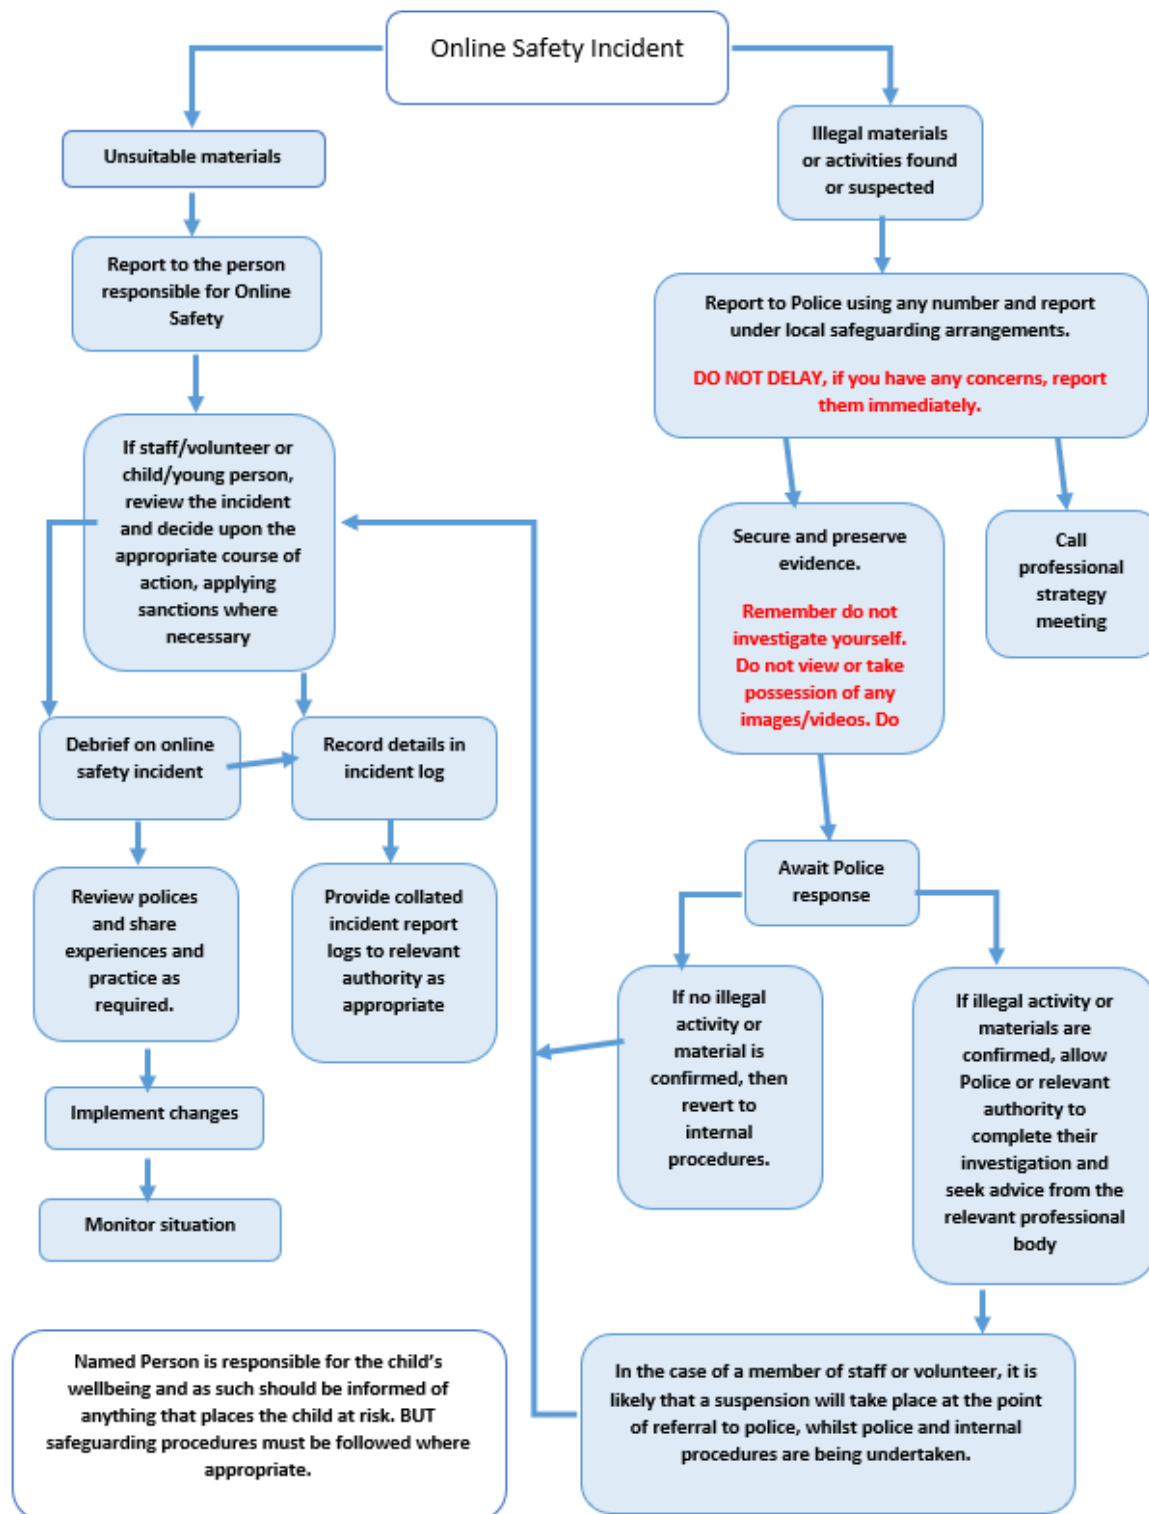 Online Safety Incident
Unsuitable materials
Report to the person
responsible for Online
Safety
If staff/volunteer or
child/young person,
review the incident
and decide upon the
appropriate course of
action, applying
sanctions where
necessary
Debrief on online
safety incident
Record details in
incident log
Review polices
and share
experiences and
practice as
required.
Provide collated
incident report
logs to relevant
authority as
appropriate
Implement changes
Monitor situation
Illegal materials
or activities found
or suspected
Report to Police using any number and report
under local safeguarding arrangements.
DO NOT DELAY, if you have any concerns, report
them immediately.
Secure and preserve
evidence.
Remember do not
investigate yourself.
Do not view or take
possession of any
images/videos. Do
Call
professional
strategy
meeting
Await Police
response
If no illegal
activity or
material is
confirmed, then
revert to
internal
procedures.
If illegal activity or
materials are
confirmed, allow
Police or relevant
authority to
complete their
investigation and
seek advice from the
relevant professional
body
In the case of a member of staff or volunteer, it is
likely that a suspension will take place at the point
of referral to police, whilst police and internal
procedures are being undertaken.
Named Person is responsible for the child's
wellbeing and as such should be informed of
anything that places the child at risk. BUT
safeguarding procedures must be followed where
appropriate.